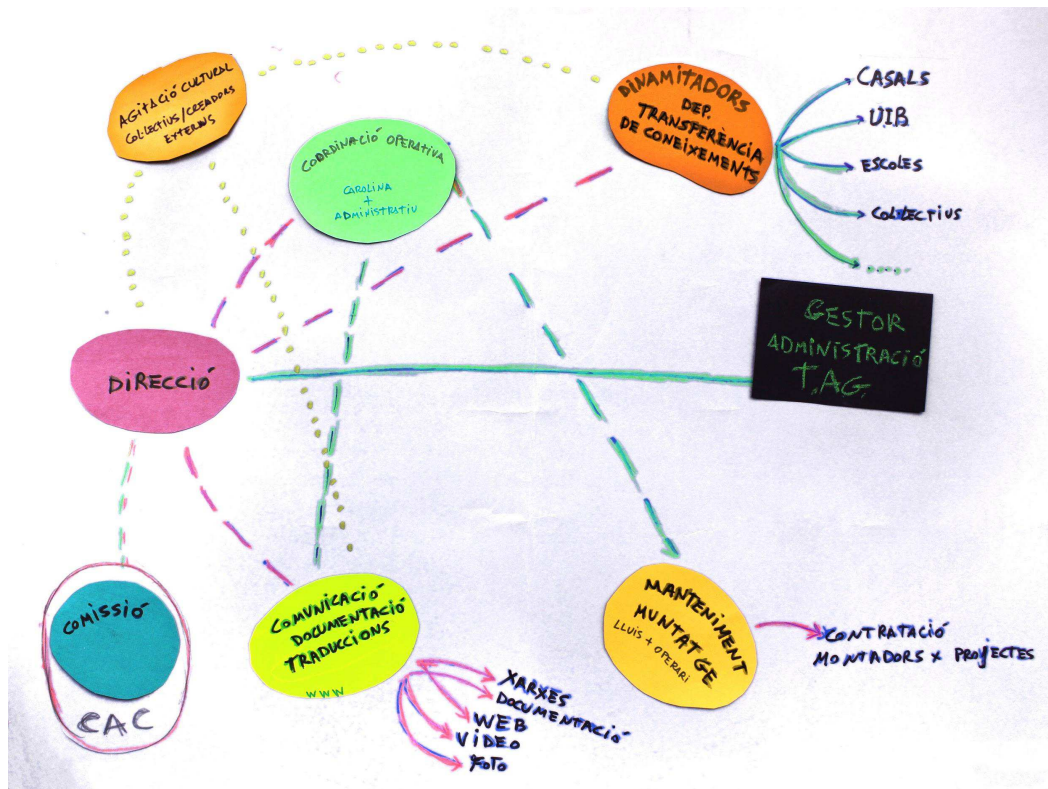 AGITACIÓ CULTURAL
COL·LECTIUS/CREADORS
EXTERNS
COORDINACIÓ OPERATIVA
CAROLINA
+
ADMINISTRATIU
DINAMITADORS
DEP.
TRANSFERÈNCIA
DE CONEIXEMENTS
CASALS
UIB
ESCOLES
COL·LECTIUS
.....
GESTOR
ADMINISTRACIÓ
T.A.G.
DIRECCIÓ
COMISSIÓ
CAC
COMUNICACIÓ
DOCUMENTACIÓ
TRADUCCIONS
WWW
XARXES
DOCUMENTACIÓ
WEB
VIDEO
FOTO
MANTENIMENT
MUNTATGE
LLUIS + OPERARI
CONTRATACIÓ
MONTADORS X PROJECTES